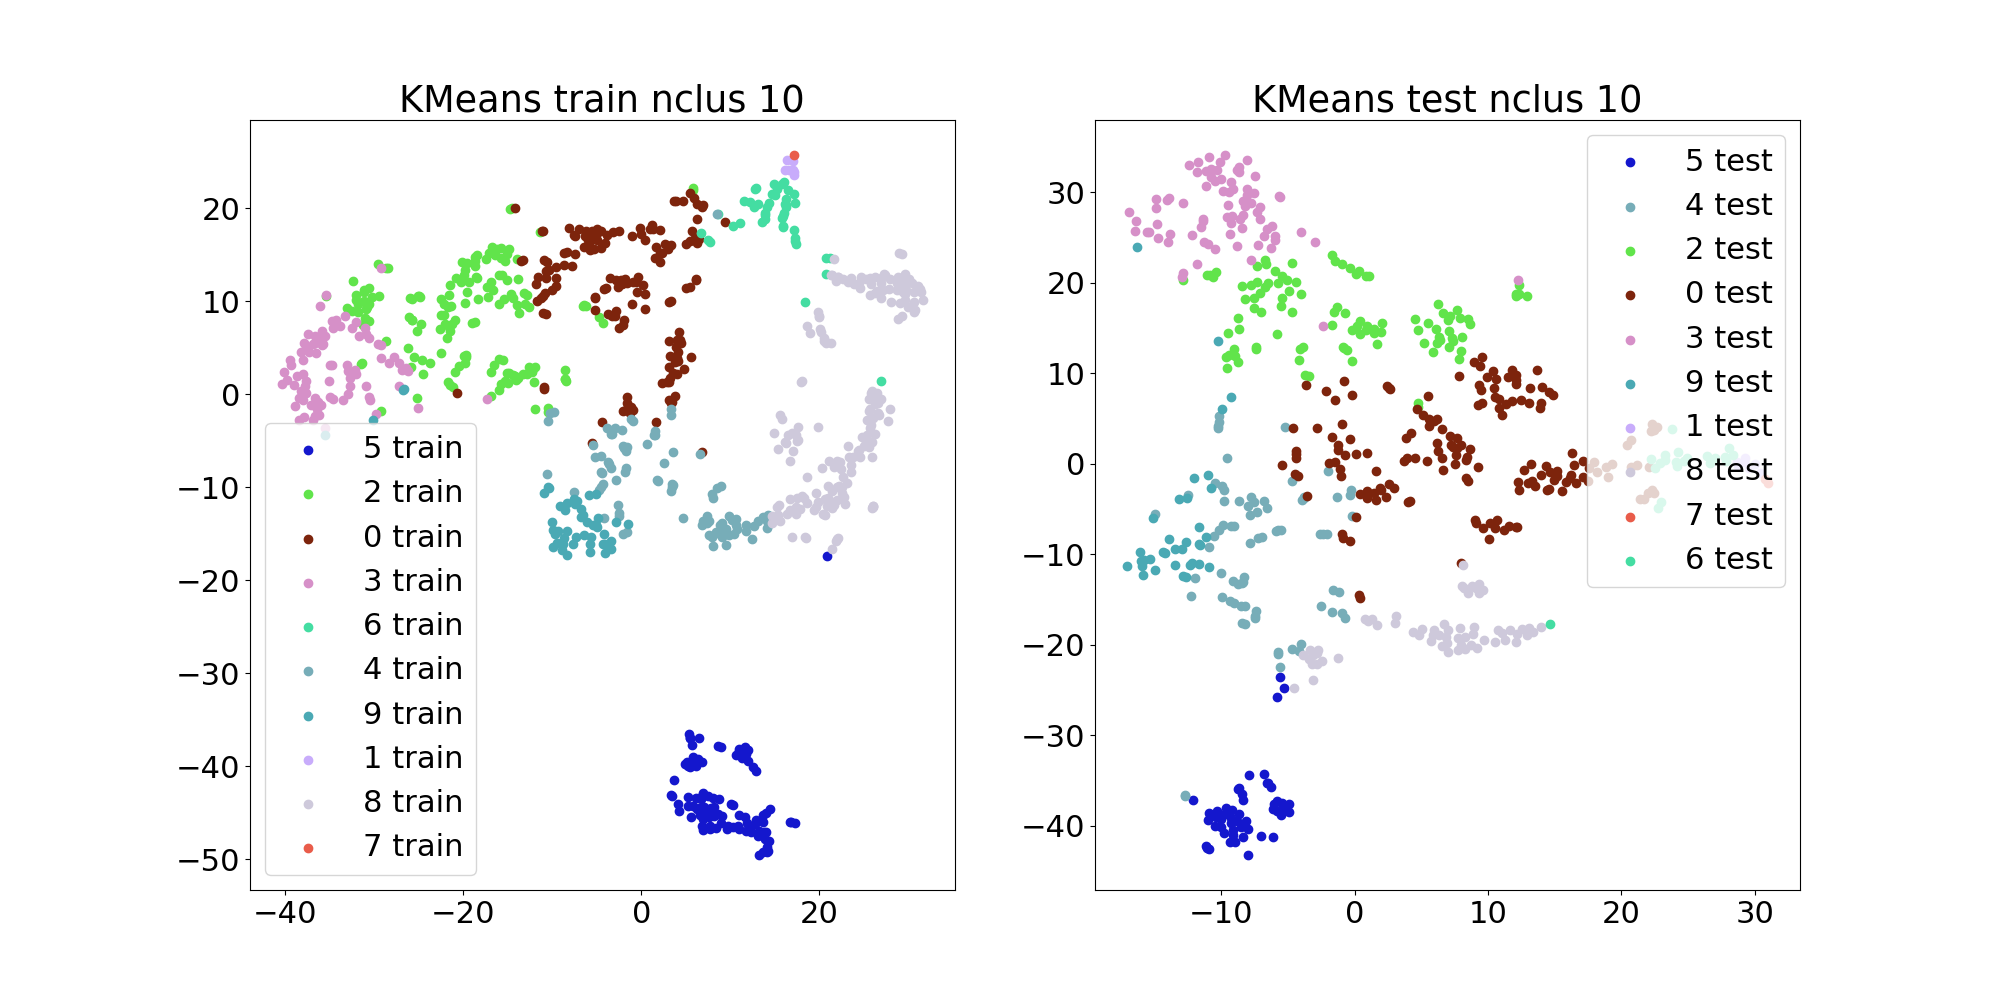 KMeans train nclus 10
20
10
0
−10
−20
−30
−40
−50
−40
−20
0
20
5 train
2 train
0 train
3 train
6 train
4 train
9 train
1 train
8 train
7 train
KMeans test nclus 10
30
20
10
0
−10
−20
−30
−40
−10
0
10
20
30
5 test
4 test
2 test
0 test
3 test
9 test
1 test
8 test
7 test
6 test